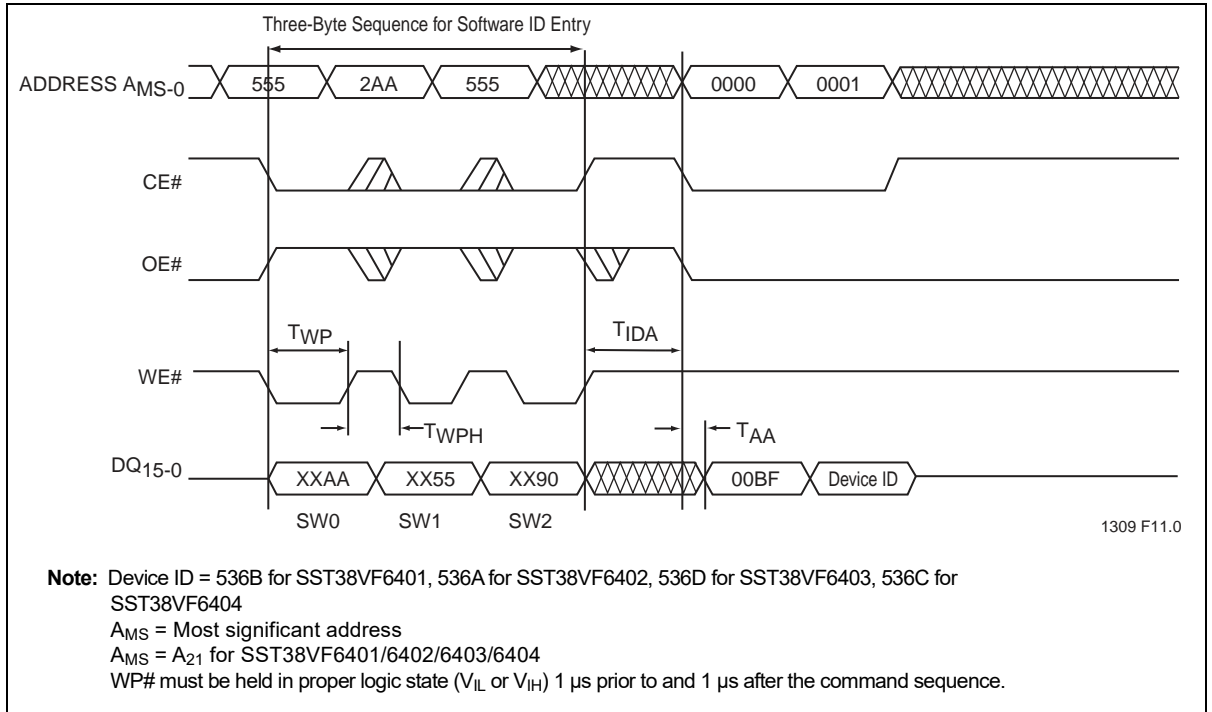 Three-Byte Sequence for Software ID Entry
ADDRESS AMS-0
555
2AA
555
0000
0001
CE#
OE#
TWP
TIDA
WE#
TWPH
TAA
DQ15-0
XXAA
XX55
XX90
00BF
Device ID
SW0
SW1
SW2
1309 F11.0
Note: Device ID = 536B for SST38VF6401, 536A for SST38VF6402, 536D for SST38VF6403, 536C for
SST38VF6404
AMS = Most significant address
AMS = A21 for SST38VF6401/6402/6403/6404
WP# must be held in proper logic state (VIL or VIH) 1 µs prior to and 1 µs after the command sequence.